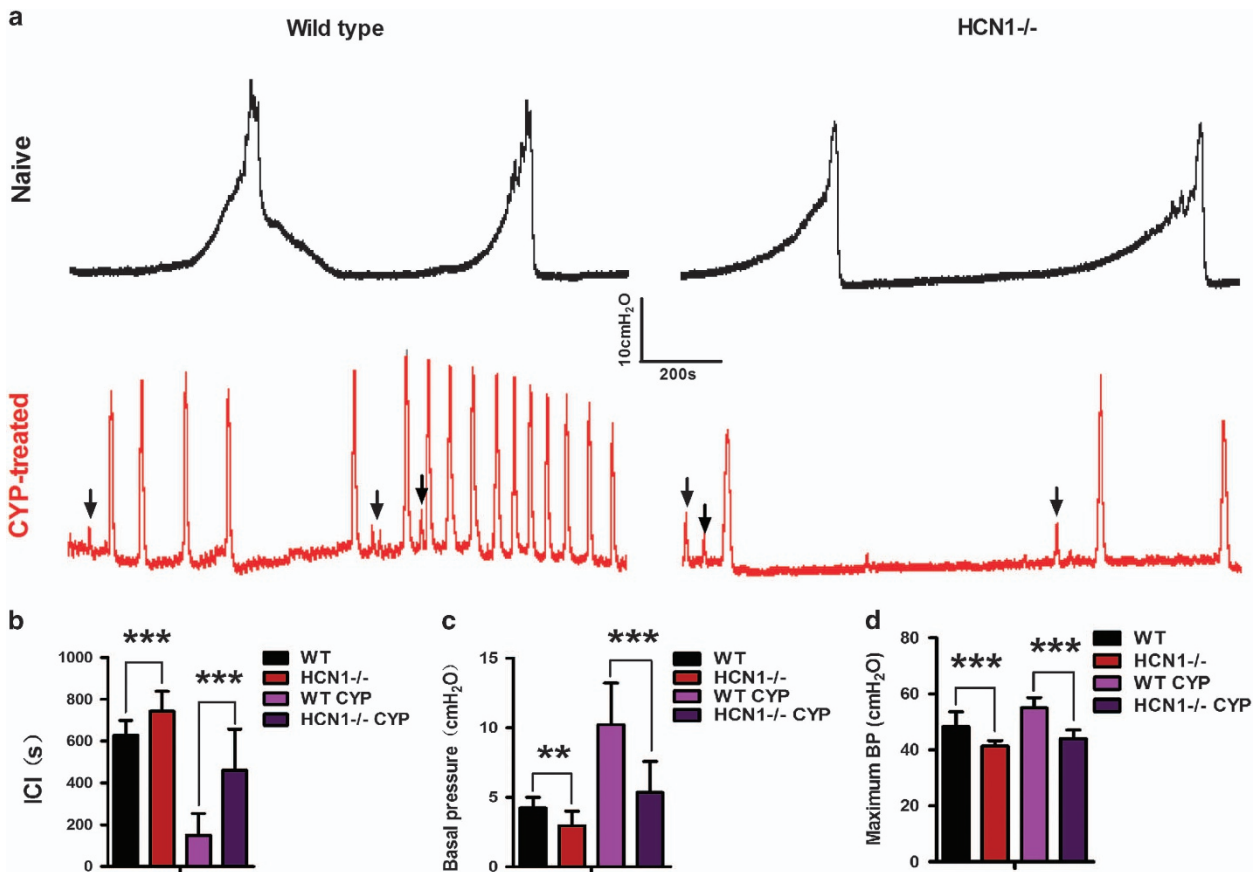 a
Wild type
HCN1-/-
Naive
10cmH₂O
200s
CYP-treated
b
***
***
WT
HCN1-/-
WT CYP
HCN1-/- CYP
ICI (s)
1000
800
600
400
200
0
c
**
***
WT
HCN1-/-
WT CYP
HCN1-/- CYP
Basal pressure (cmH₂O)
15
10
5
0
d
***
***
WT
HCN1-/-
WT CYP
HCN1-/- CYP
Maximum BP (cmH₂O)
80
60
40
20
0